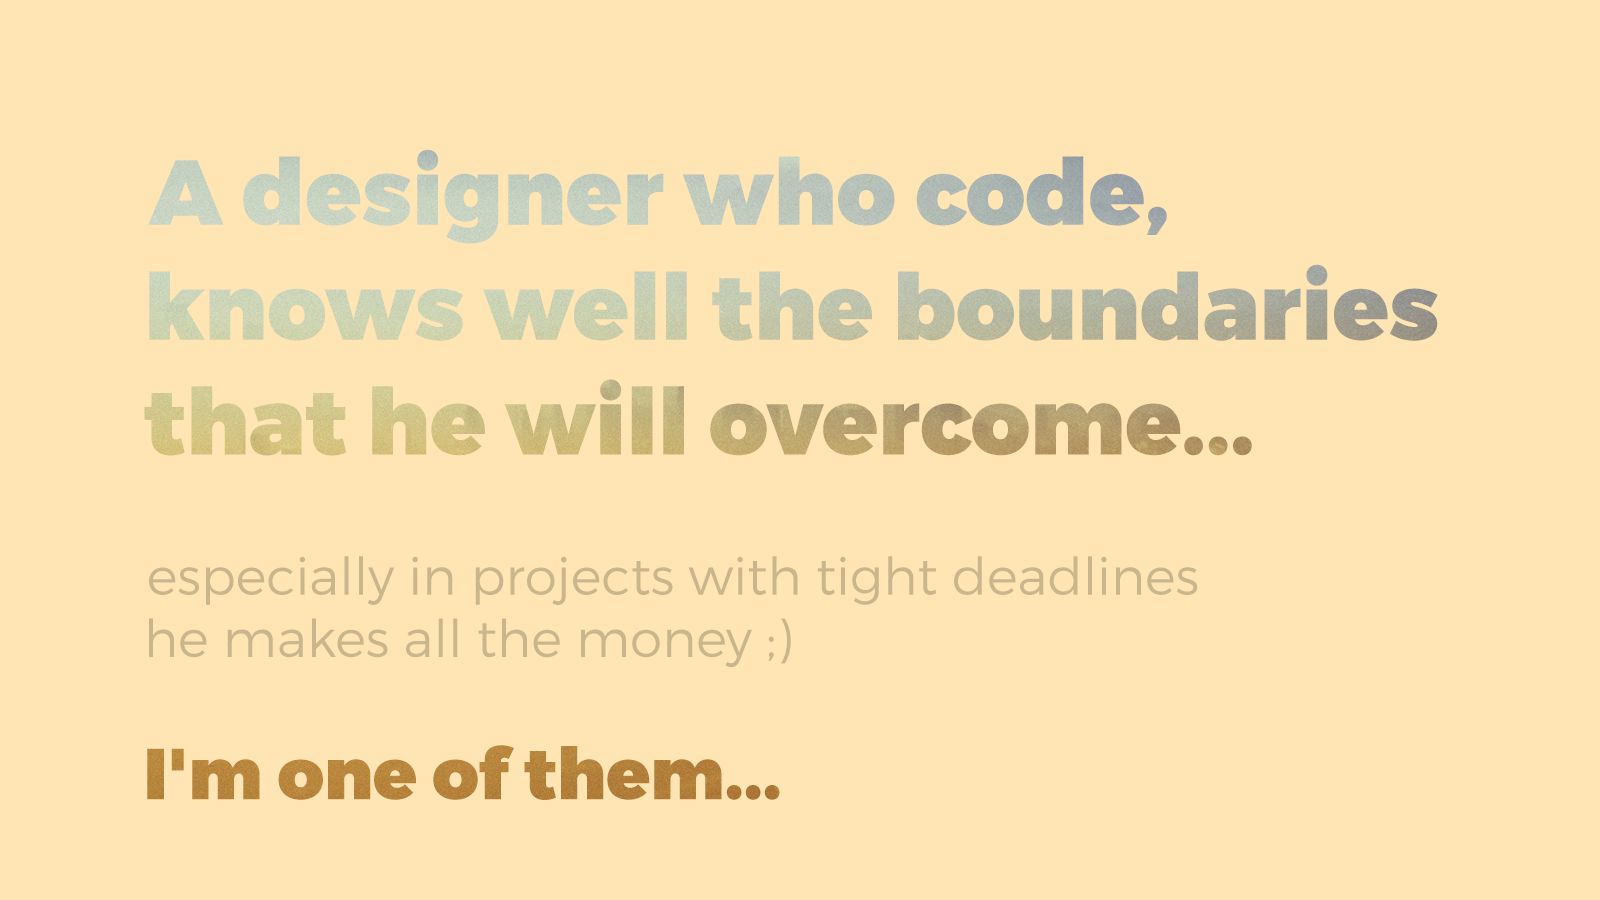 A designer who code,
knows well the boundaries
that he will overcome...
especially in projects with tight deadlines
he makes all the money ;)
I'm one of them...